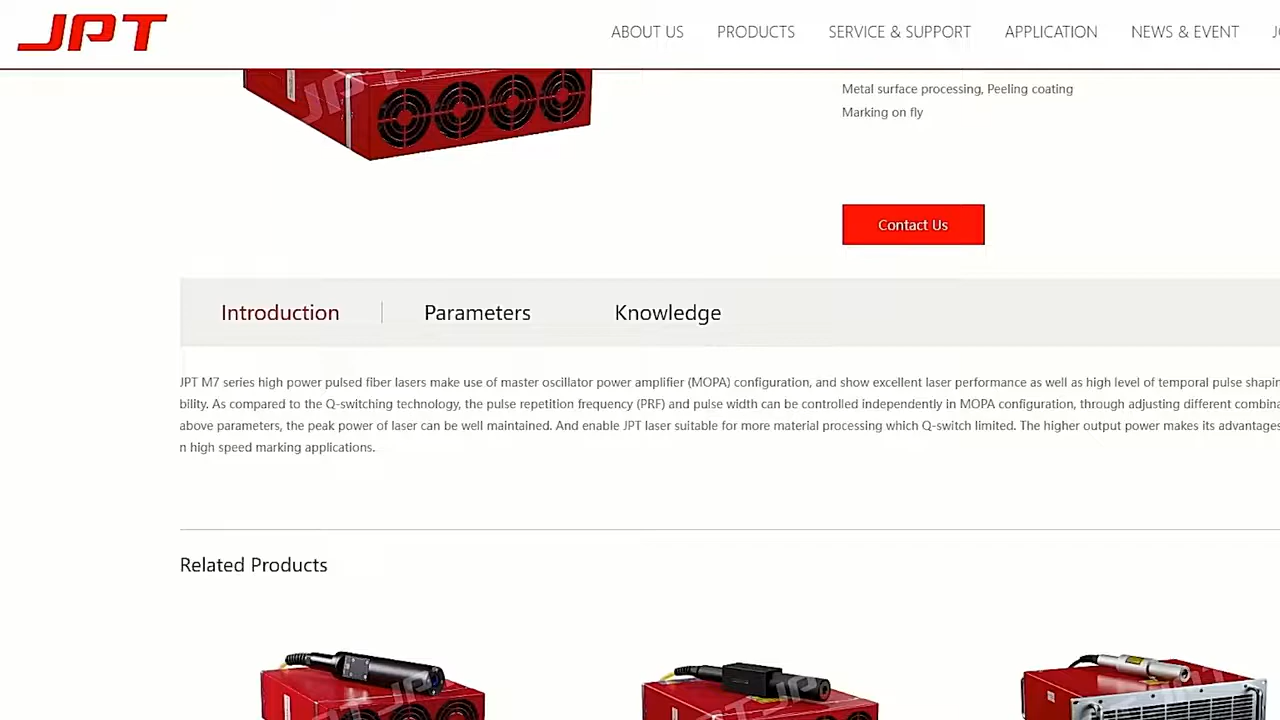 JPT
ABOUT US PRODUCTS SERVICE & SUPPORT APPLICATION NEWS & EVENT
Metal surface processing, Peeling coating
Marking on fly
Contact Us
Introduction Parameters Knowledge
JPT M7 series high power pulsed fiber lasers make use of master oscillator power amplifier (MOPA) configuration, and show excellent laser performance as well as high level of temporal pulse shapin
bility. As compared to the Q-switching technology, the pulse repetition frequency (PRF) and pulse width can be controlled independently in MOPA configuration, through adjusting different combina
above parameters, the peak power of laser can be well maintained. And enable JPT laser suitable for more material processing which Q-switch limited. The higher output power makes its advantages
n high speed marking applications.
Related Products
JPT
JPT